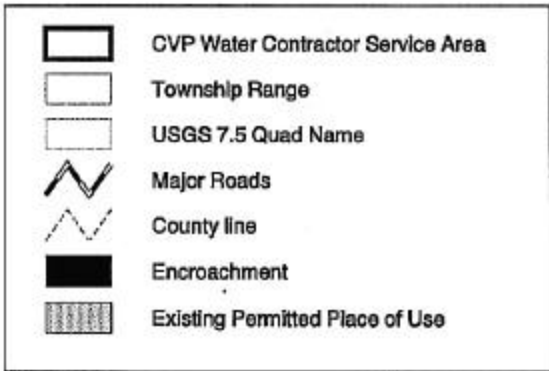 CVP Water Contractor Service Area
Township Range
USGS 7.5 Quad Name
Major Roads
County line
Encroachment
Existing Permitted Place of Use